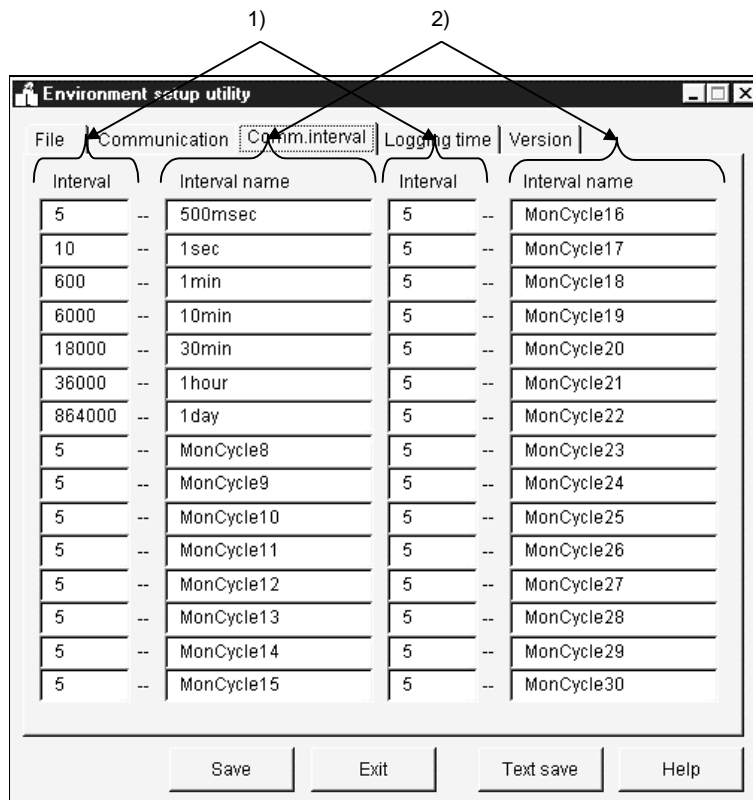 1) 2)
Environment setup utility
File Communication Comm.interval Logging time Version
Interval Interval name Interval Interval name
5 -- 500msec 5 -- MonCycle16
10 -- 1sec 5 -- MonCycle17
600 -- 1min 5 -- MonCycle18
6000 -- 10min 5 -- MonCycle19
18000 -- 30min 5 -- MonCycle20
36000 -- 1hour 5 -- MonCycle21
864000 -- 1day 5 -- MonCycle22
5 -- MonCycle8 5 -- MonCycle23
5 -- MonCycle9 5 -- MonCycle24
5 -- MonCycle10 5 -- MonCycle25
5 -- MonCycle11 5 -- MonCycle26
5 -- MonCycle12 5 -- MonCycle27
5 -- MonCycle13 5 -- MonCycle28
5 -- MonCycle14 5 -- MonCycle29
5 -- MonCycle15 5 -- MonCycle30
Save Exit Text save Help